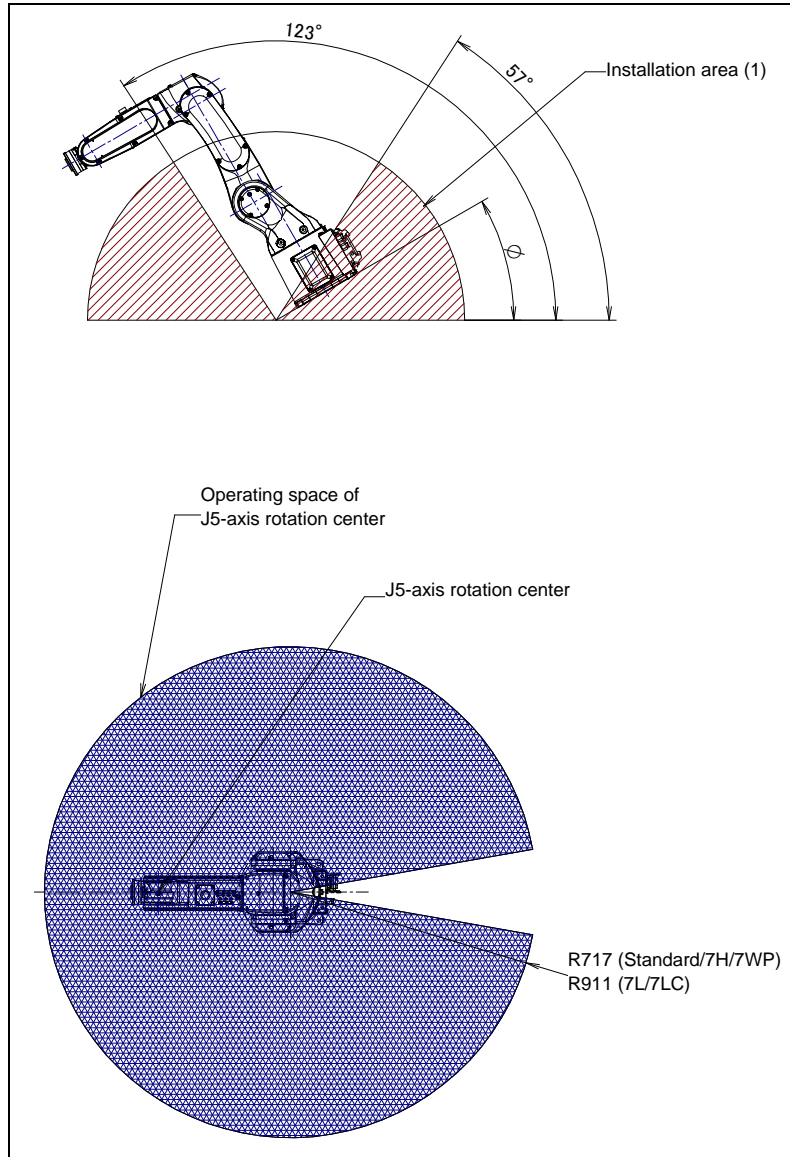 123°
57°
Installation area (1)
ϕ
Operating space of
J5-axis rotation center
J5-axis rotation center
R717 (Standard/7H/7WP)
R911 (7L/7LC)